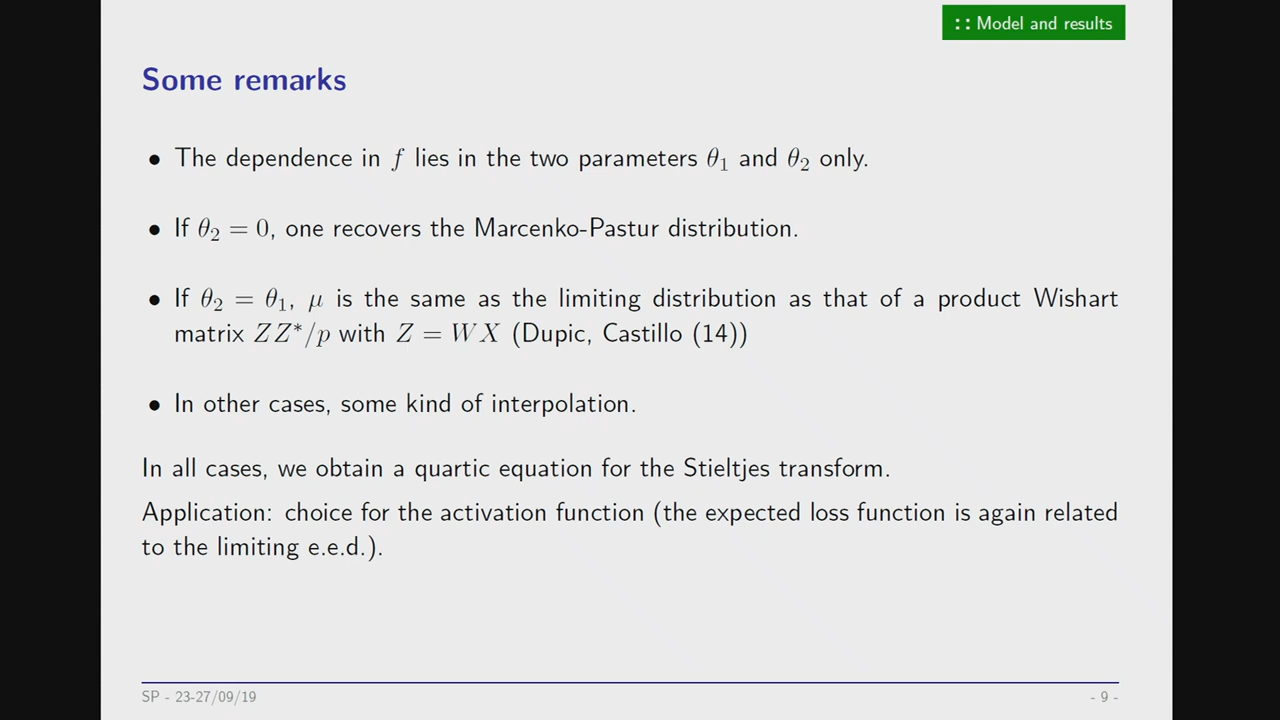 :: Model and results
Some remarks
• The dependence in f lies in the two parameters θ₁ and θ₂ only.
• If θ₂ = 0, one recovers the Marcenko-Pastur distribution.
• If θ₂ = θ₁, μ is the same as the limiting distribution as that of a product Wishart
matrix ZZ*/p with Z = WX (Dupic, Castillo (14))
• In other cases, some kind of interpolation.
In all cases, we obtain a quartic equation for the Stieltjes transform.
Application: choice for the activation function (the expected loss function is again related
to the limiting e.e.d.).
SP - 23-27/09/19
- 9 -